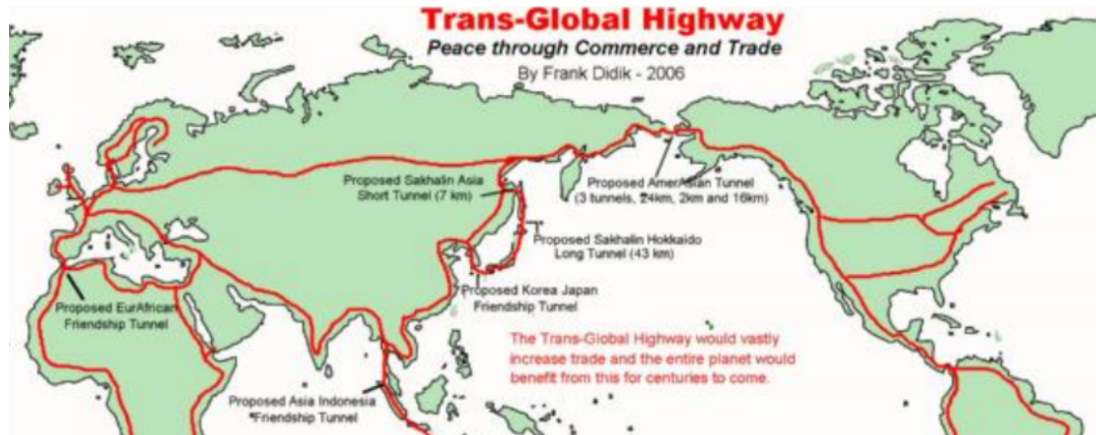 Trans-Global Highway
Peace through Commerce and Trade
By Frank Didik - 2006
Proposed Sakhalin Asia
Short Tunnel (7 km)
Proposed AmerAsian Tunnel
(3 tunnels, 24km, 2km and 16km)
Proposed Sakhalin Hokkaido
Long Tunnel (43 km)
Proposed Korea Japan
Friendship Tunnel
Proposed EurAfrican
Friendship Tunnel
The Trans-Global Highway would vastly
increase trade and the entire planet would
benefit from this for centuries to come.
Proposed Asia Indonesia
Friendship Tunnel